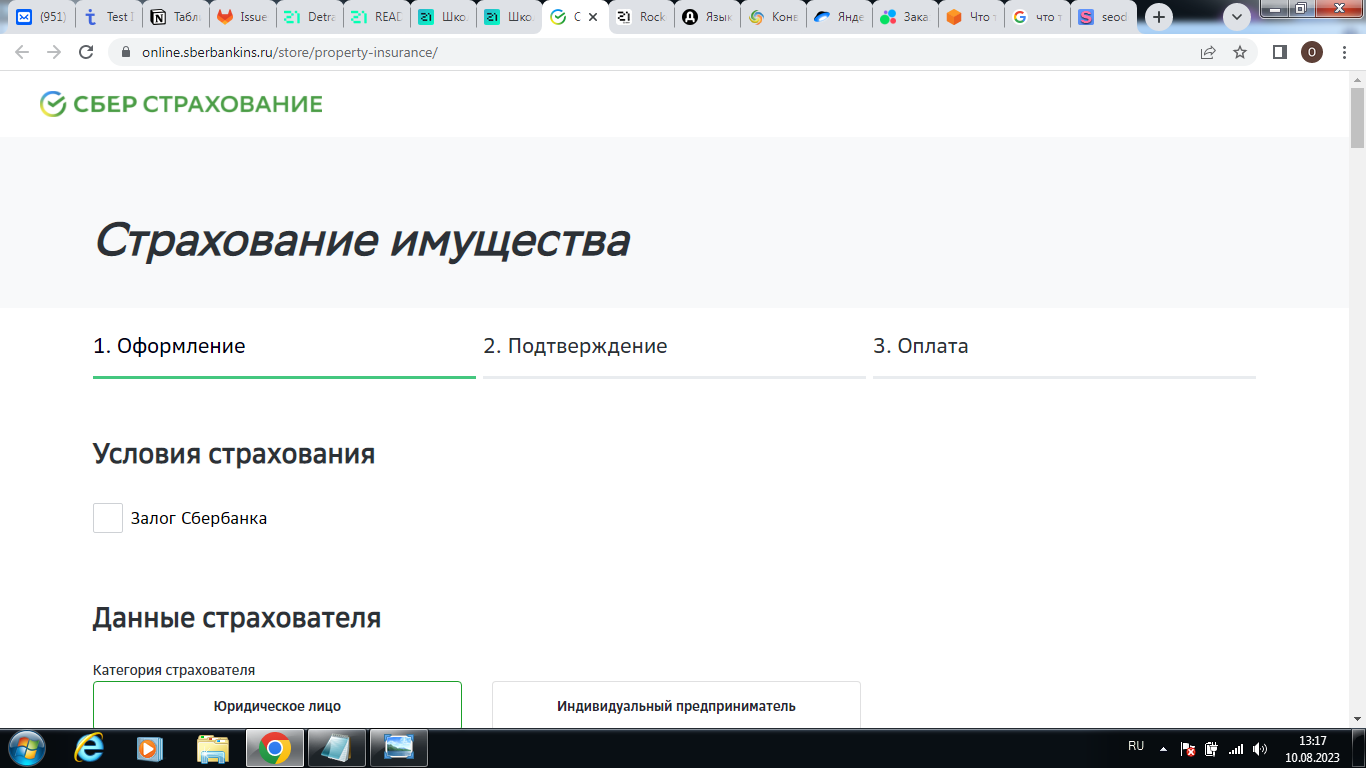 (951)
Test I
Табл
Issue
Detra
READ
Шко
Шко
С
Rock
Язык
Конв
Янде
Зака
Что т
что т
seod
online.sberbankins.ru/store/property-insurance/
О
СБЕР СТРАХОВАНИЕ
Страхование имущества
1. Оформление
2. Подтверждение
3. Оплата
Условия страхования
Залог Сбербанка
Данные страхователя
Категория страхователя
Юридическое лицо
Индивидуальный предприниматель
RU
13:17
10.08.2023